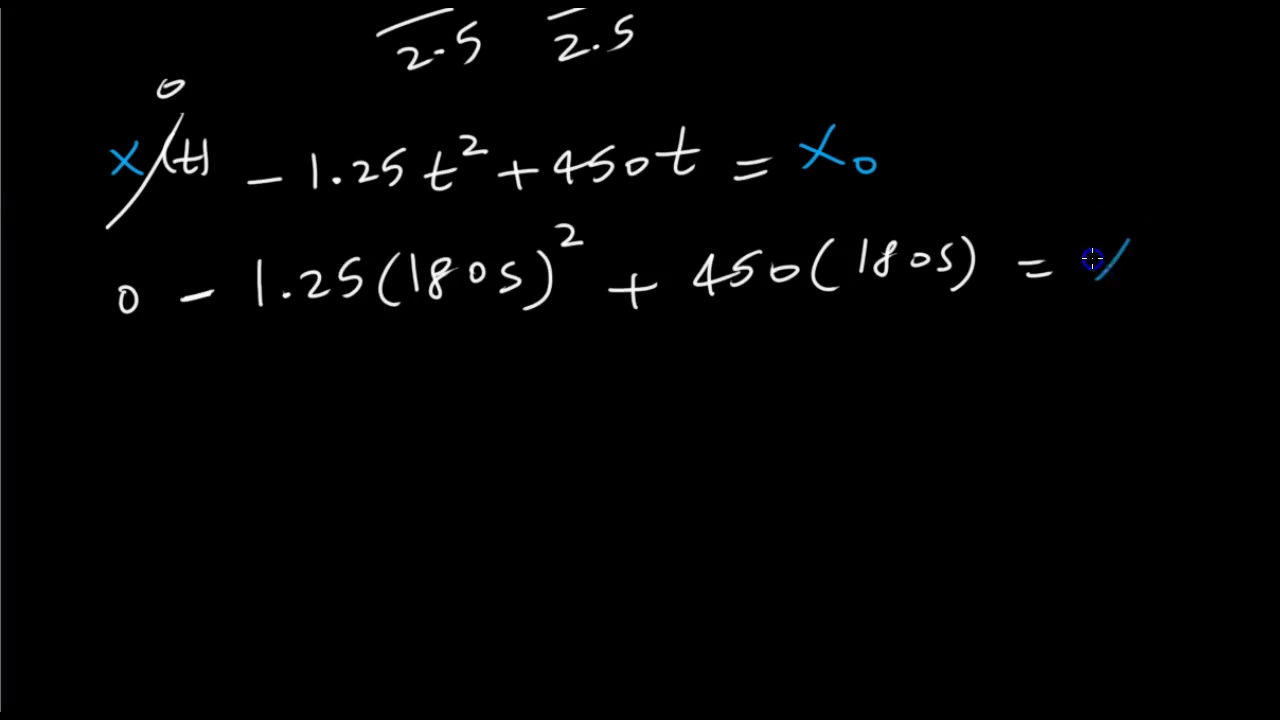 2.5 2.5
0
x(t) - 1.25t² + 450t = x₀
0 - 1.25(180s)² + 450(180s) =